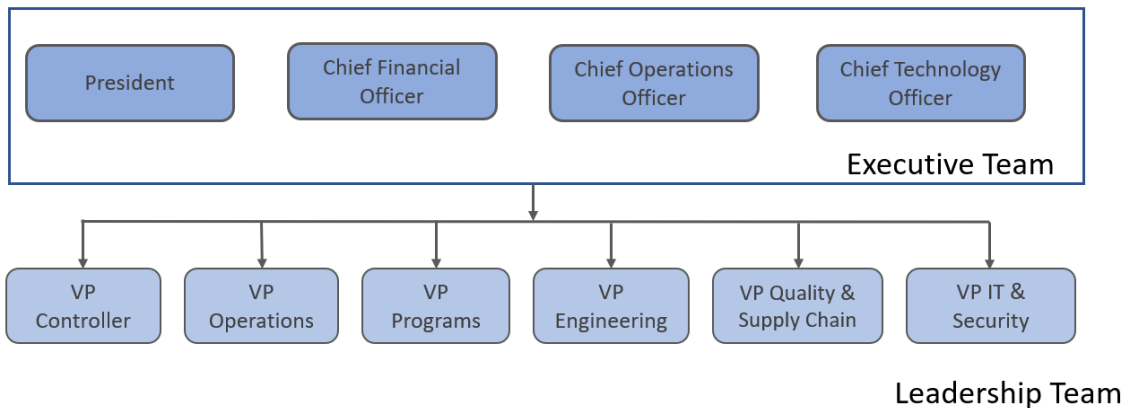 President
Chief Financial
Officer
Chief Operations
Officer
Chief Technology
Officer
Executive Team
VP
Controller
VP
Operations
VP
Programs
VP
Engineering
VP Quality &
Supply Chain
VP IT &
Security
Leadership Team